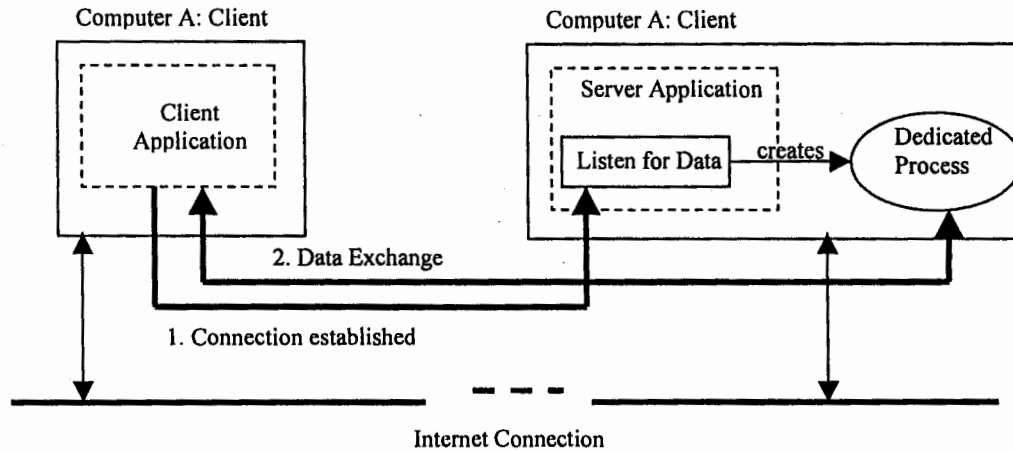 Computer A: Client
Computer A: Client
Client
Application
Server Application
Listen for Data
creates
Dedicated
Process
2. Data Exchange
1. Connection established
Internet Connection